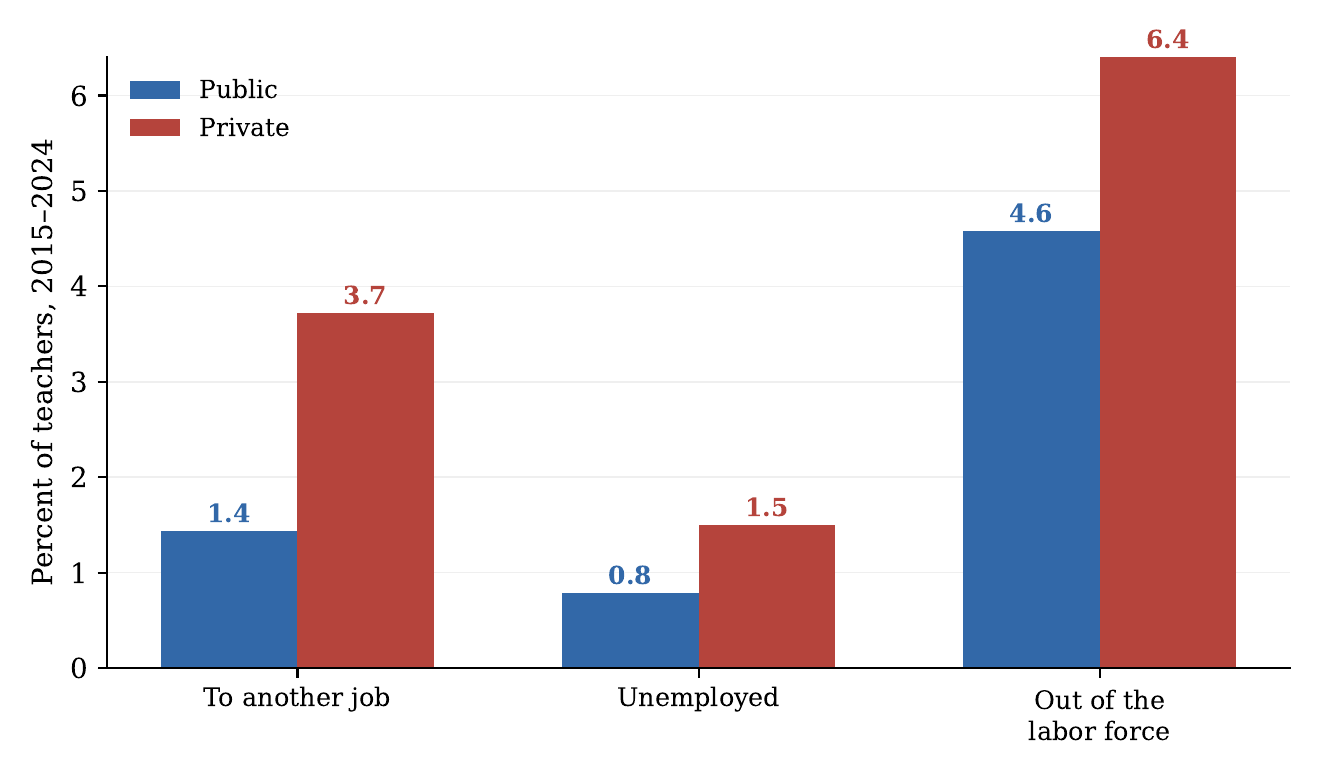 6.4
Public
Private
6
5
4
3
2
1
0
Percent of teachers, 2015–2024
4.6
3.7
1.4
1.5
0.8
To another job
Unemployed
Out of the
labor force